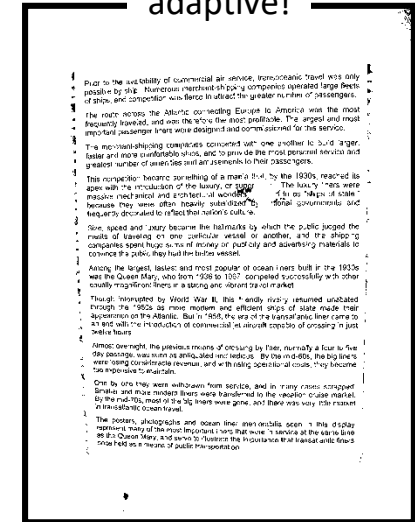 adaptive!
Prior to the availability of commercial air service, transoceanic travel was only
possible by ship. Numerous merchant-shipping companies operated large fleets
of ships, and competition was fierce to attract the greater number of passengers.
The route across the Atlantic connecting Europe to America was the most
frequently traveled, and was therefore the most profitable. The largest and most
important passenger liners were designed and commissioned for this service.
The merchant-shipping companies competed with one another to build larger,
faster and more comfortable ships, and to provide the most personal service and
greatest number of amenities and amusements to their passengers.
This competition became something of a mania that, by the 1930s, reached its
apex with the introduction of the luxury, or super The luxury liners were
massive mechanical and architectural wonders as "ships of state"
because they were often heavily subsidized by national governments and
frequently decorated to reflect that nation's culture.
Size, speed and luxury became the hallmarks by which the public judged the
merits of traveling on one particular vessel or another, and the shipping
companies spent huge sums of money on publicity and advertising materials to
convince the public they had the better vessel.
Among the largest, fastest and most popular of ocean liners built in the 1930s
was the Queen Mary, who from 1936 to 1967 competed successfully with other
equally magnificent liners in a strong and vibrant travel market.
Though interrupted by World War II, this friendly rivalry resumed unabated
through the 1950s as more modern and efficient ships of state made their
appearance on the Atlantic. But in 1958, the era of the transatlantic liner came to
an end with the introduction of commercial jet aircraft capable of crossing in just
twelve hours.
Almost overnight, the previous means of crossing by liner, normally a four to five
day passage, was seen as antiquated and tedious. By the mid-60s, the big liners
were losing considerable revenue, and with rising operational costs, they became
too expensive to maintain.
One by one they were withdrawn from service, and in many cases scrapped.
Smaller and more modern liners were transferred to the vacation cruise market.
By the mid-70s, most of the big liners were gone, and there was very little market
in transatlantic ocean travel.
The posters, photographs and ocean liner memorabilia seen in this display
represent many of the most important liners that were in service at the same time
as the Queen Mary, and serve to illustrate the importance that transatlantic liners
once held as a means of public transportation.